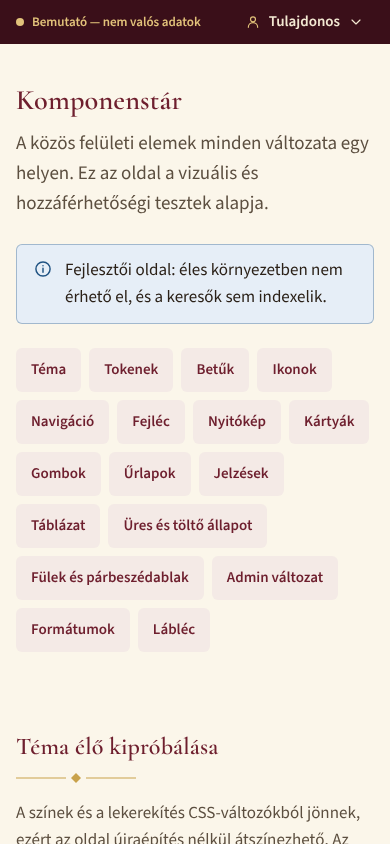 Bemutató — nem valós adatok
Tulajdonos
Komponenstár
A közös felületi elemek minden változata egy
helyen. Ez az oldal a vizuális és
hozzáférhetőségi tesztek alapja.
Fejlesztői oldal: éles környezetben nem
érhető el, és a keresők sem indexelik.
Téma Tokenek Betűk Ikonok
Navigáció Fejléc Nyitókép Kártyák
Gombok Űrlapok Jelzések
Táblázat Üres és töltő állapot
Fülek és párbeszédablak Admin változat
Formátumok Lábléc
Téma élő kipróbálása
A színek és a lekerekítés CSS-változókból jönnek,
ezért az oldal újraépítés nélkül átszínezhető. Az